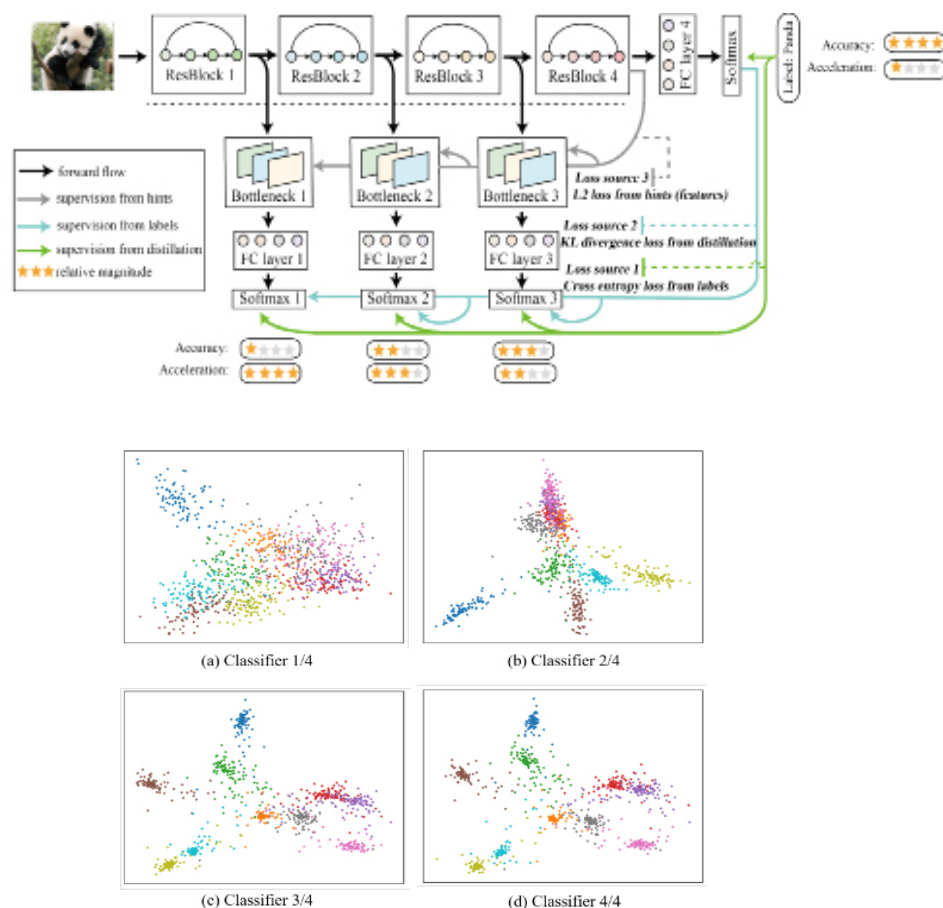 ResBlock 1
ResBlock 2
ResBlock 3
ResBlock 4
FC layer 4
Softmax
Label: Panda
Accuracy:
Acceleration:
forward flow
supervision from hints
supervision from labels
supervision from distillation
relative magnitude
Bottleneck 1
Bottleneck 2
Bottleneck 3
Loss source 3
L2 loss from hints (features)
Loss source 2
KL divergence loss from distillation
Loss source 1
Cross entropy loss from labels
FC layer 1
FC layer 2
FC layer 3
Softmax 1
Softmax 2
Softmax 3
Accuracy:
Acceleration:
(a) Classifier 1/4
(b) Classifier 2/4
(c) Classifier 3/4
(d) Classifier 4/4